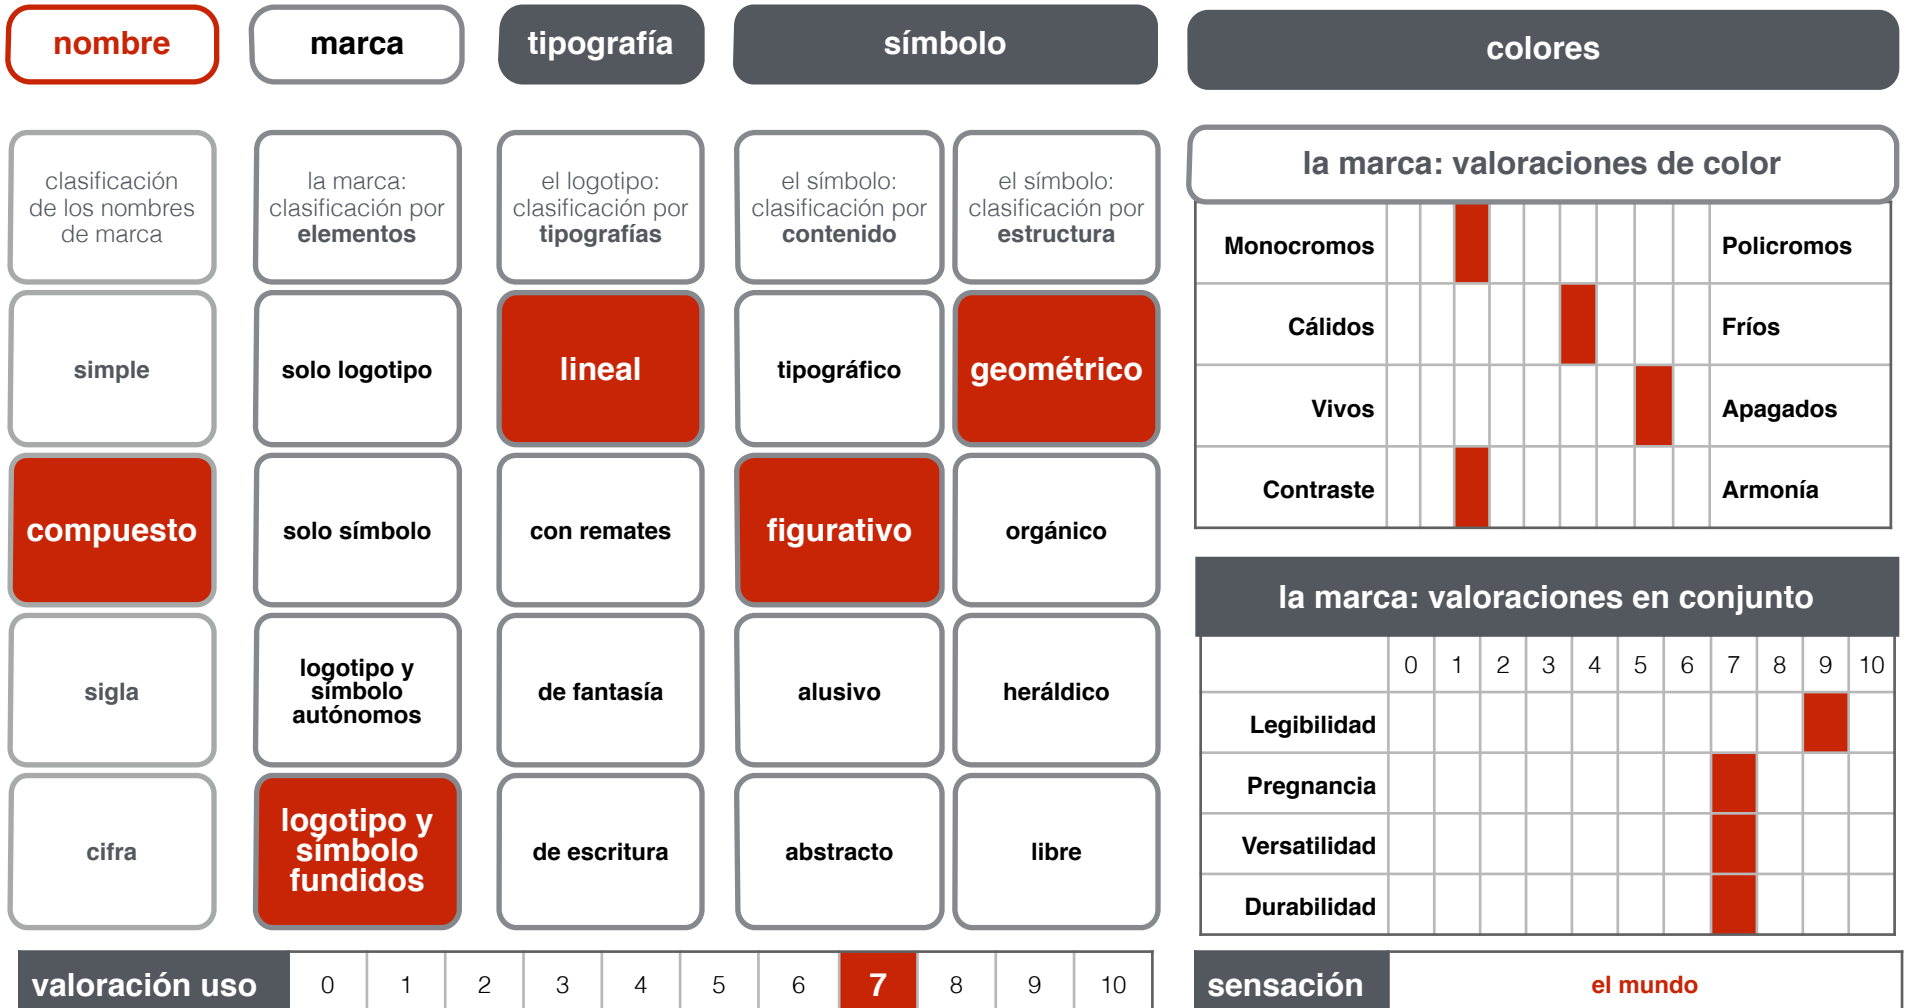 nombre
marca
tipografía
símbolo
colores
clasificación
de los nombres
de marca
la marca:
clasificación por
elementos
el logotipo:
clasificación por
tipografías
el símbolo:
clasificación por
contenido
el símbolo:
clasificación por
estructura
simple
solo logotipo
lineal
tipográfico
geométrico
compuesto
solo símbolo
con remates
figurativo
orgánico
sigla
logotipo y
símbolo
autónomos
de fantasía
alusivo
heráldico
cifra
logotipo y
símbolo
fundidos
de escritura
abstracto
libre
valoración uso 0 1 2 3 4 5 6 7 8 9 10
la marca: valoraciones de color
Monocromos Policromos
Cálidos Fríos
Vivos Apagados
Contraste Armonía
la marca: valoraciones en conjunto
0 1 2 3 4 5 6 7 8 9 10
Legibilidad
Pregnancia
Versatilidad
Durabilidad
sensación el mundo